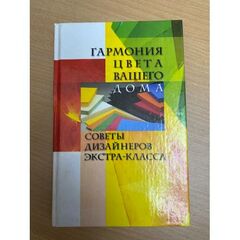 ГАРМОНИЯ
ЦВЕТА
ВАШЕГО
ДОМА
СОВЕТЫ
ДИЗАЙНЕРОВ
ЭКСТРА-КЛАССА